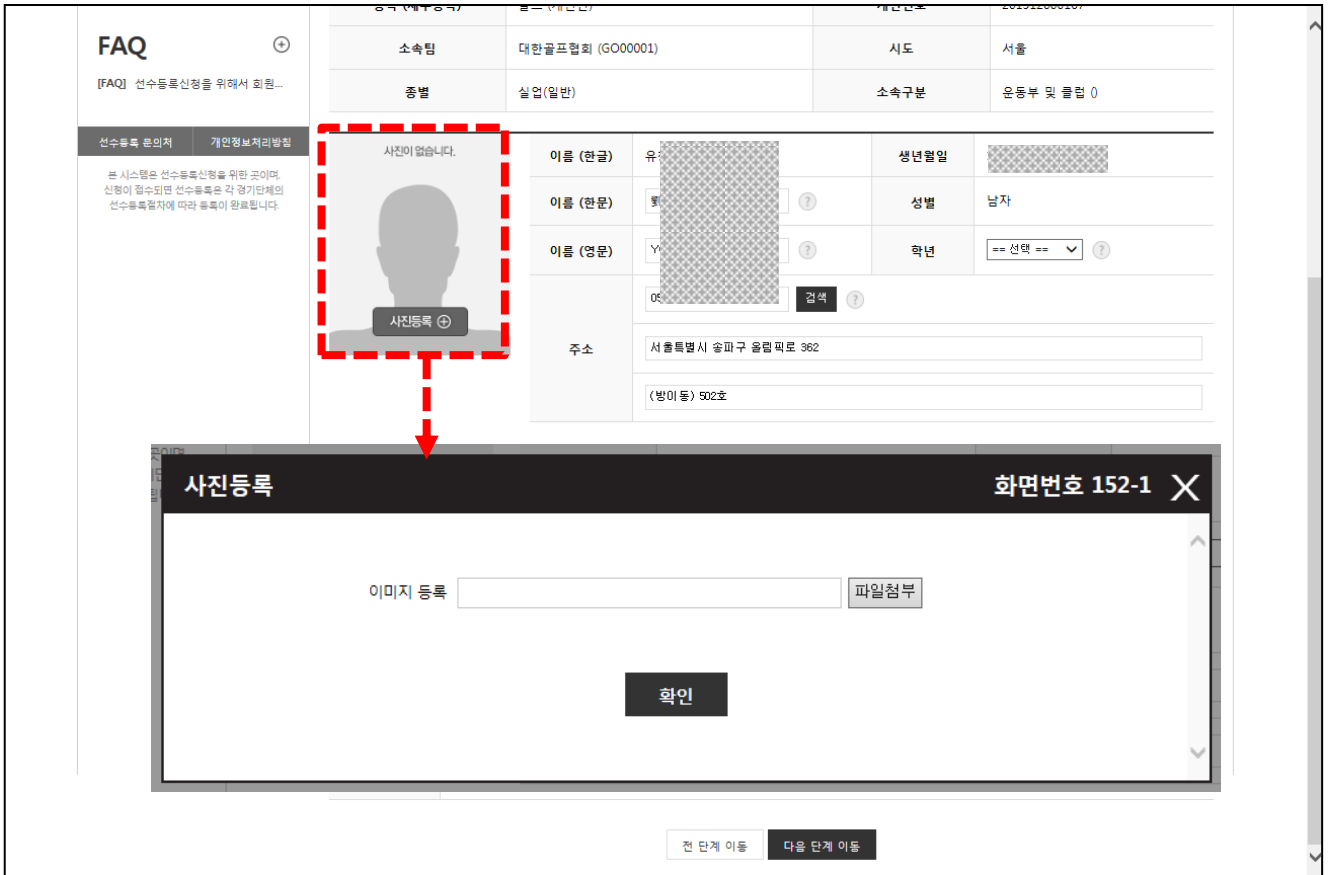 FAQ
[FAQ] 선수등록신청을 위해서 회원...
선수등록 문의처 개인정보처리방침
본 시스템은 선수등록신청을 위한 곳이며,
신청이 접수되면 선수등록은 각 경기단체의
선수등록절차에 따라 등록이 완료됩니다.
소속팀 대한골프협회 (GO00001) 시도 서울
종별 실업(일반) 소속구분 운동부 및 클럽 ()
사진이 없습니다.
사진등록
이름 (한글) 유 생년월일
이름 (한문) 성별 남자
이름 (영문) 학년 == 선택 ==
05 검색
주소 서울특별시 송파구 올림픽로 362
(방이동) 502호
사진등록 화면번호 152-1 X
이미지 등록 파일첨부
확인
전 단계 이동 다음 단계 이동